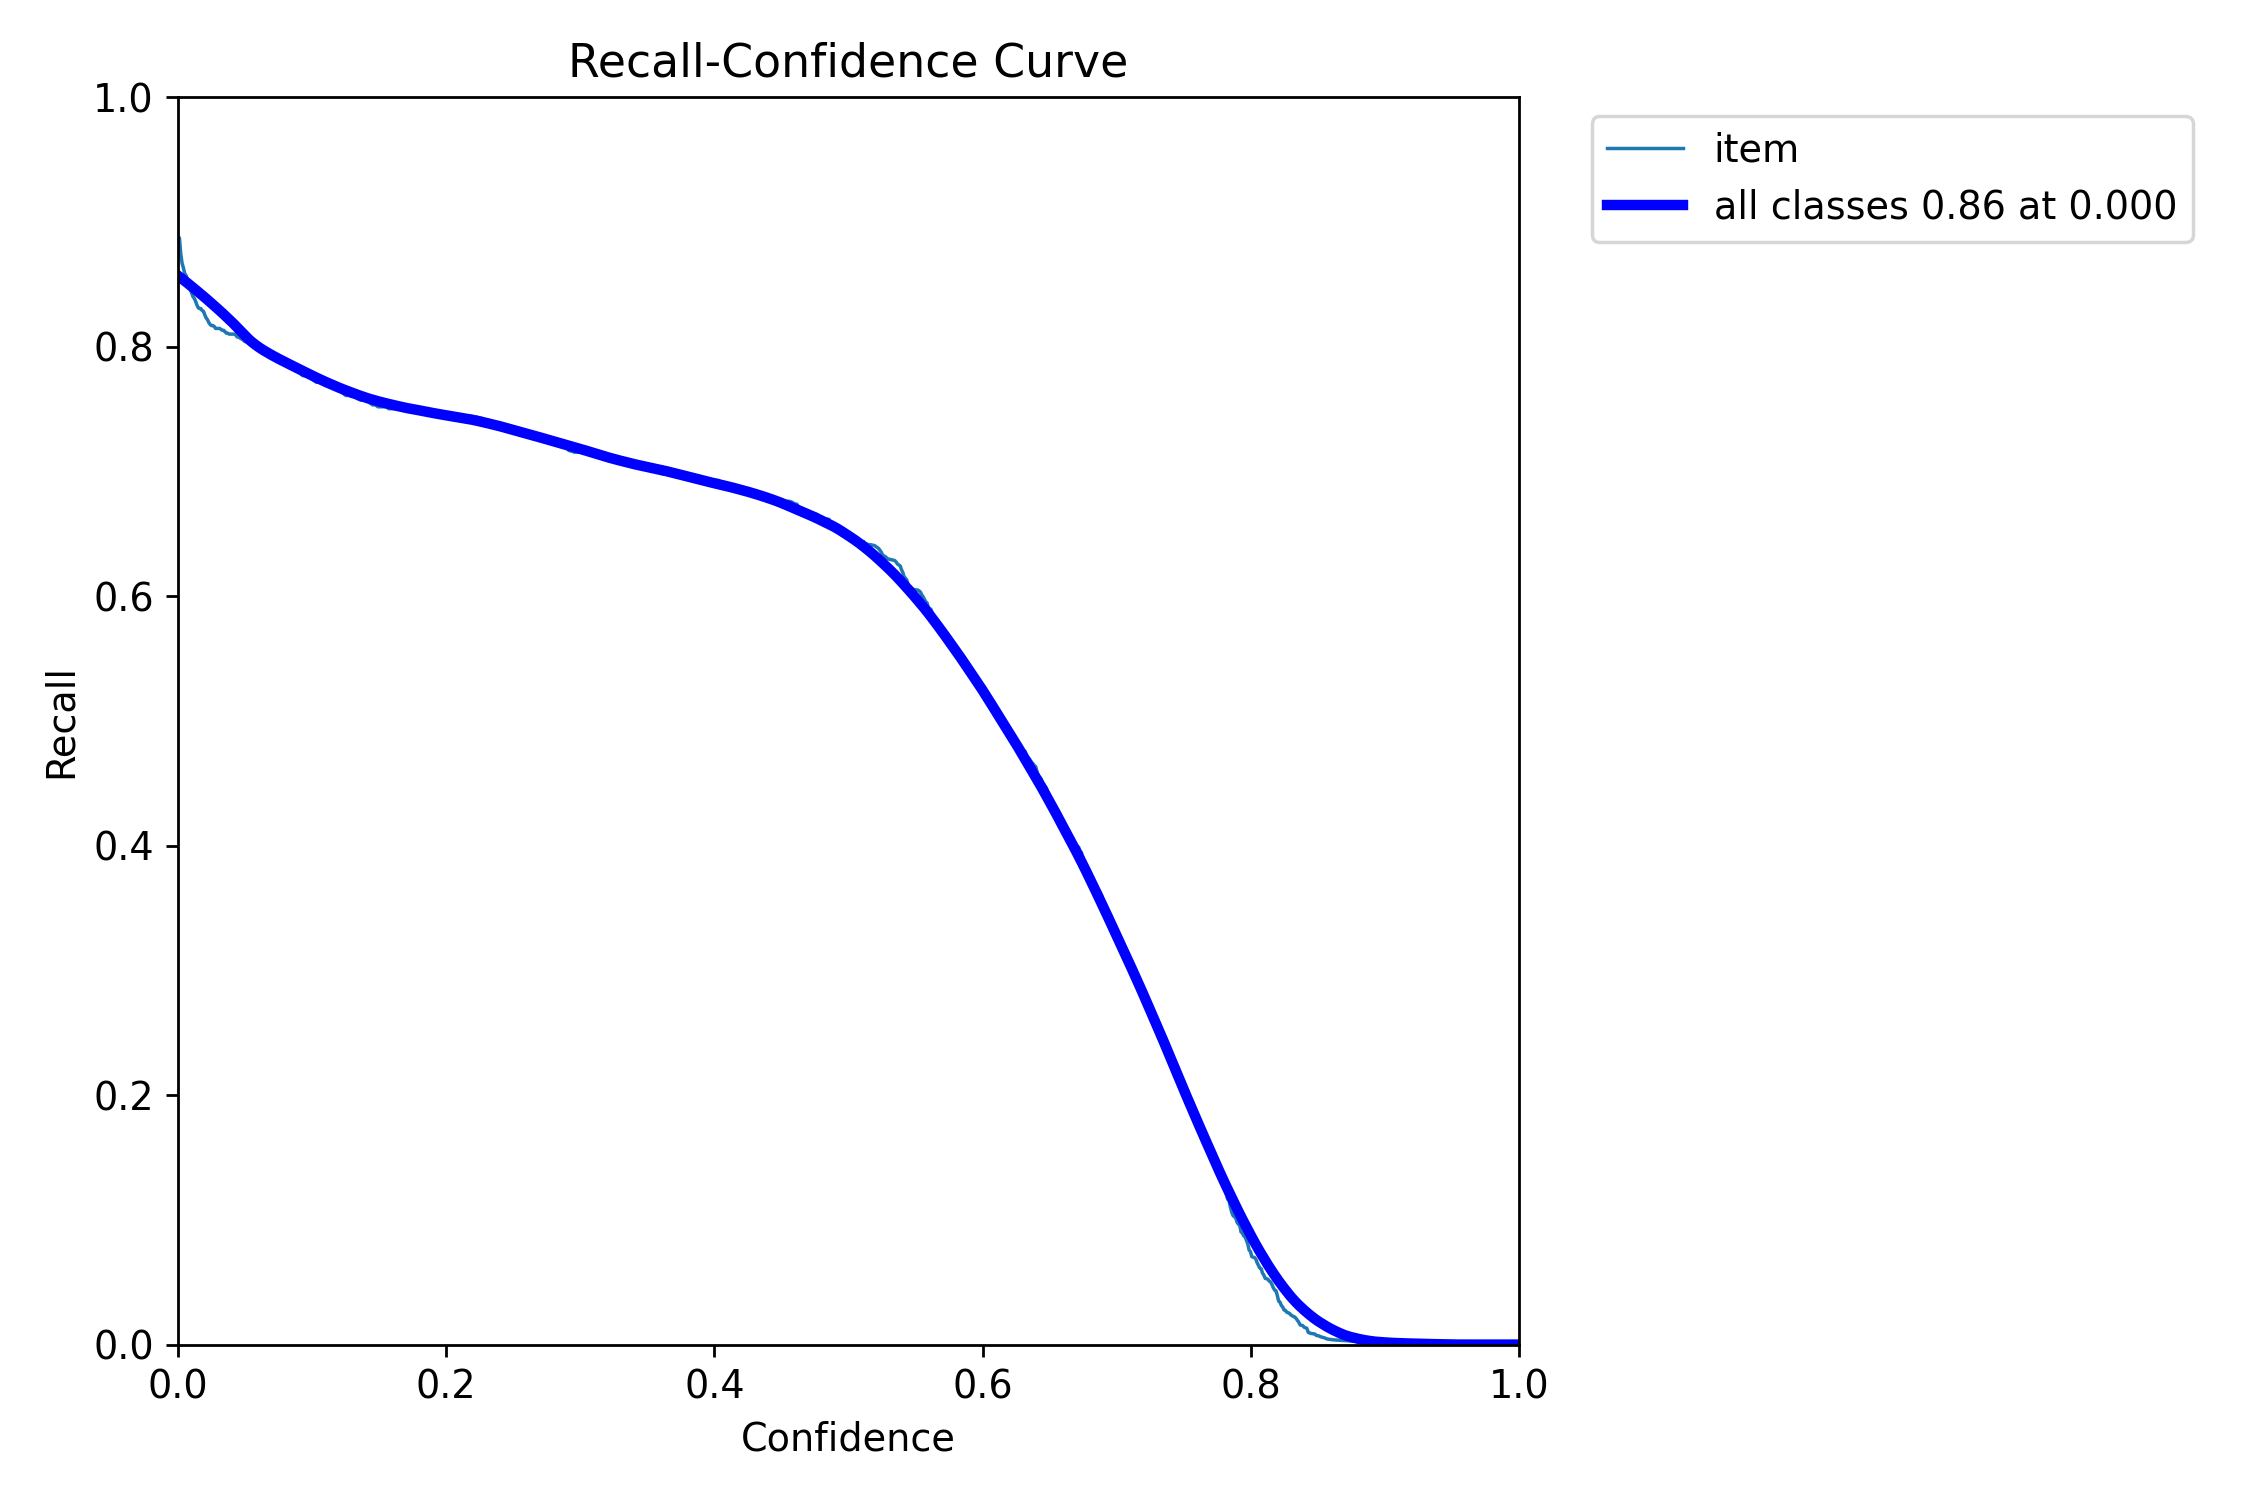 Recall-Confidence Curve
1.0
0.8
0.6
0.4
0.2
0.0
Recall
0.0 0.2 0.4 0.6 0.8 1.0
Confidence
item
all classes 0.86 at 0.000